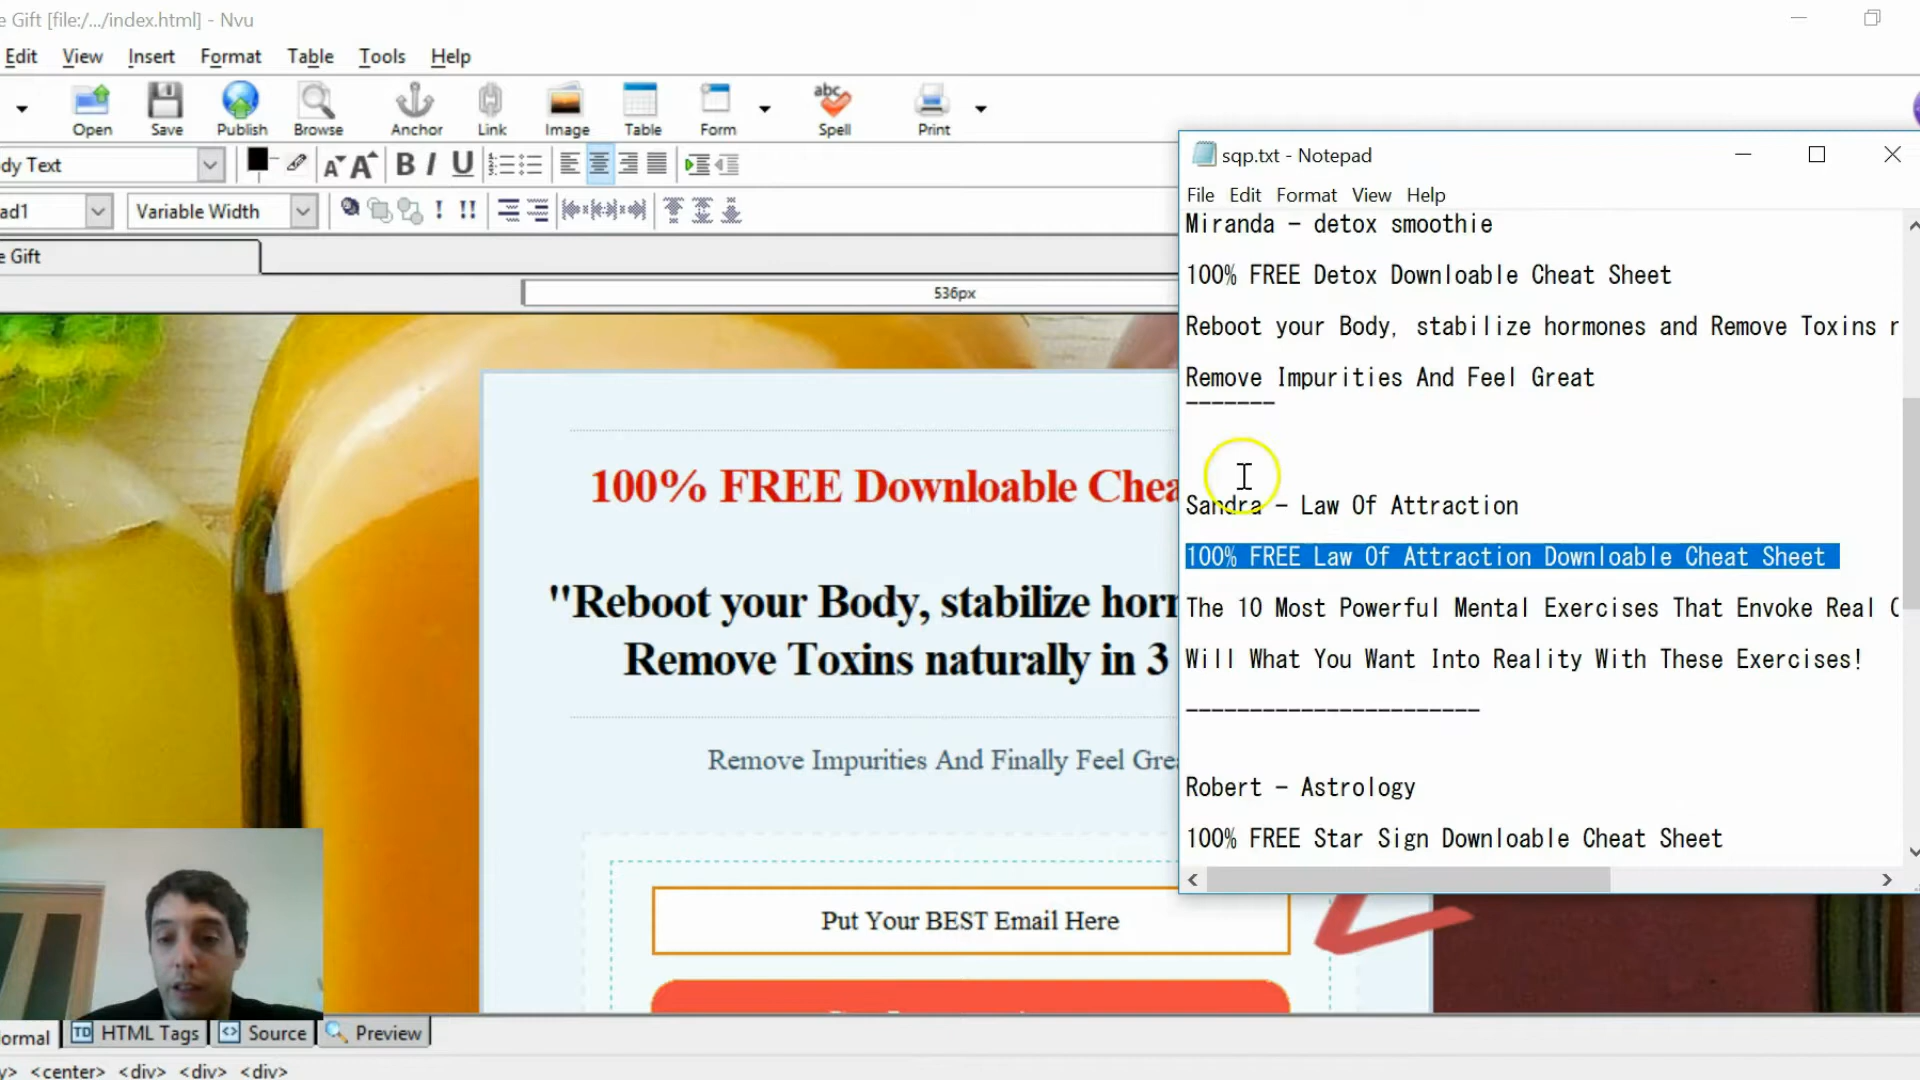 e Gift [file:/.../index.html] - Nvu
Edit View Insert Format Table Tools Help
Open Save Publish Browse Anchor Link Image Table Form Spell Print
dy Text
B I U
ad1 Variable Width
e Gift
536px
100% FREE Downloable Chea
"Reboot your Body, stabilize horn
Remove Toxins naturally in 3
Remove Impurities And Finally Feel Grea
Put Your BEST Email Here
sqp.txt - Notepad
File Edit Format View Help
Miranda - detox smoothie
100% FREE Detox Downloable Cheat Sheet
Reboot your Body, stabilize hormones and Remove Toxins r
Remove Impurities And Feel Great
-------
Sandra - Law Of Attraction
100% FREE Law Of Attraction Downloable Cheat Sheet
The 10 Most Powerful Mental Exercises That Envoke Real C
Will What You Want Into Reality With These Exercises!
-----------------------
Robert - Astrology
100% FREE Star Sign Downloable Cheat Sheet
ormal HTML Tags Source Preview
y> <center> <div> <div> <div>